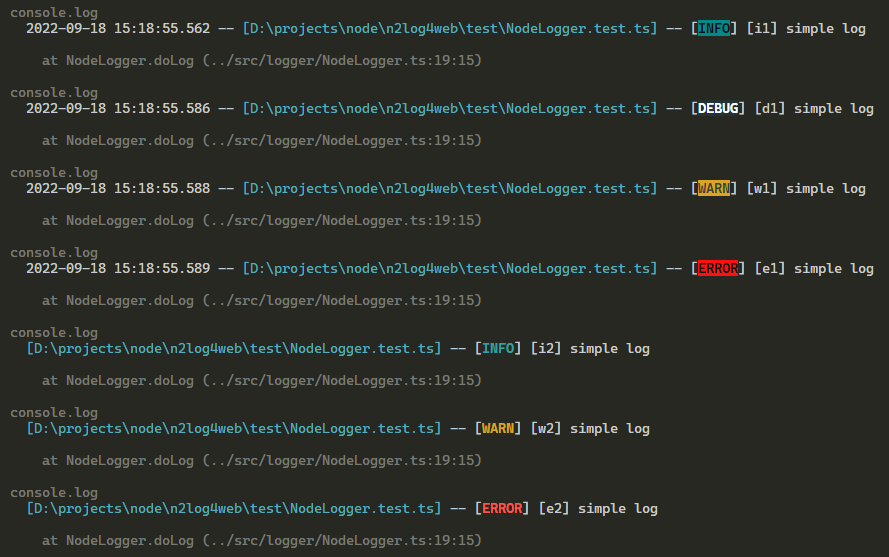 console.log
2022-09-18 15:18:55.562 -- [D:\projects\node\n2log4web\test\NodeLogger.test.ts] -- [INFO] [i1] simple log
at NodeLogger.doLog (../src/logger/NodeLogger.ts:19:15)
console.log
2022-09-18 15:18:55.586 -- [D:\projects\node\n2log4web\test\NodeLogger.test.ts] -- [DEBUG] [d1] simple log
at NodeLogger.doLog (../src/logger/NodeLogger.ts:19:15)
console.log
2022-09-18 15:18:55.588 -- [D:\projects\node\n2log4web\test\NodeLogger.test.ts] -- [WARN] [w1] simple log
at NodeLogger.doLog (../src/logger/NodeLogger.ts:19:15)
console.log
2022-09-18 15:18:55.589 -- [D:\projects\node\n2log4web\test\NodeLogger.test.ts] -- [ERROR] [e1] simple log
at NodeLogger.doLog (../src/logger/NodeLogger.ts:19:15)
console.log
[D:\projects\node\n2log4web\test\NodeLogger.test.ts] -- [INFO] [i2] simple log
at NodeLogger.doLog (../src/logger/NodeLogger.ts:19:15)
console.log
[D:\projects\node\n2log4web\test\NodeLogger.test.ts] -- [WARN] [w2] simple log
at NodeLogger.doLog (../src/logger/NodeLogger.ts:19:15)
console.log
[D:\projects\node\n2log4web\test\NodeLogger.test.ts] -- [ERROR] [e2] simple log
at NodeLogger.doLog (../src/logger/NodeLogger.ts:19:15)